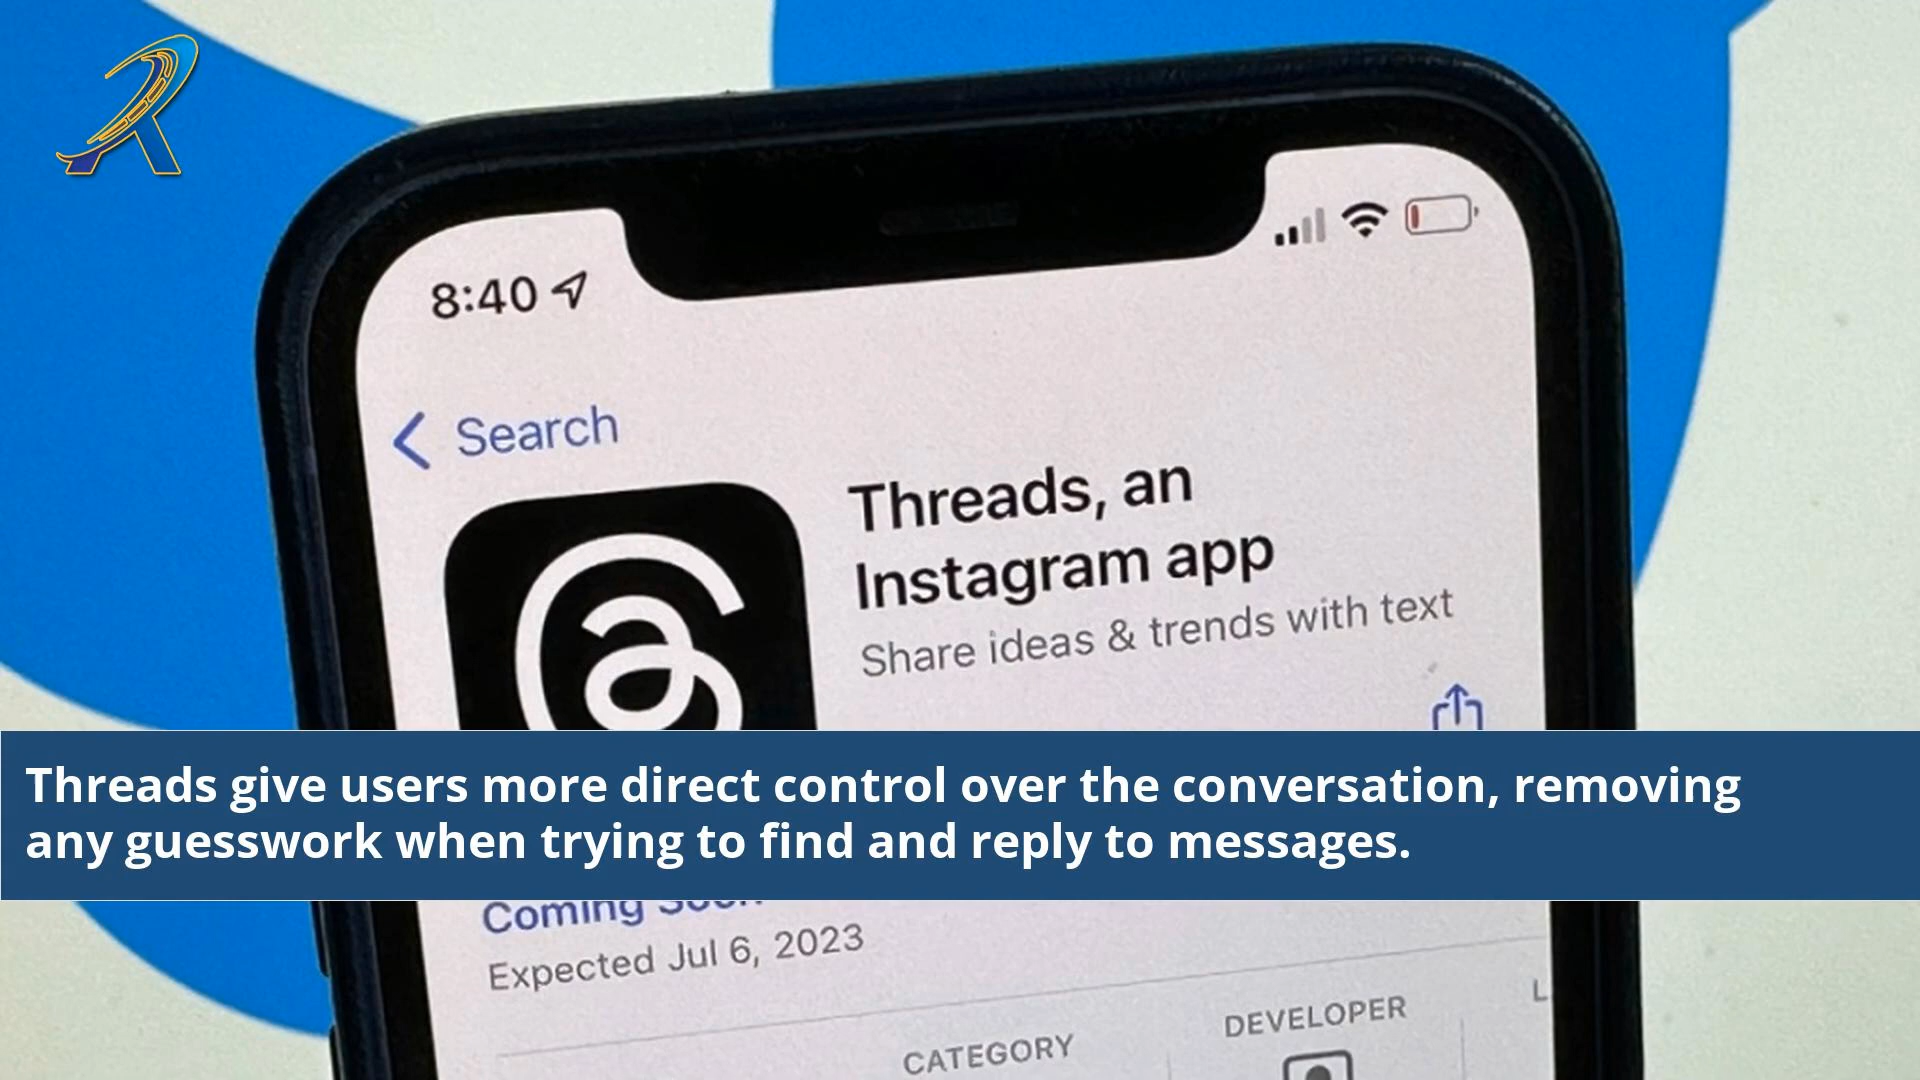 8:40
Search
Threads, an
Instagram app
Share ideas & trends with text
Threads give users more direct control over the conversation, removing
any guesswork when trying to find and reply to messages.
Coming
Expected Jul 6, 2023
DEVELOPER
CATEGORY